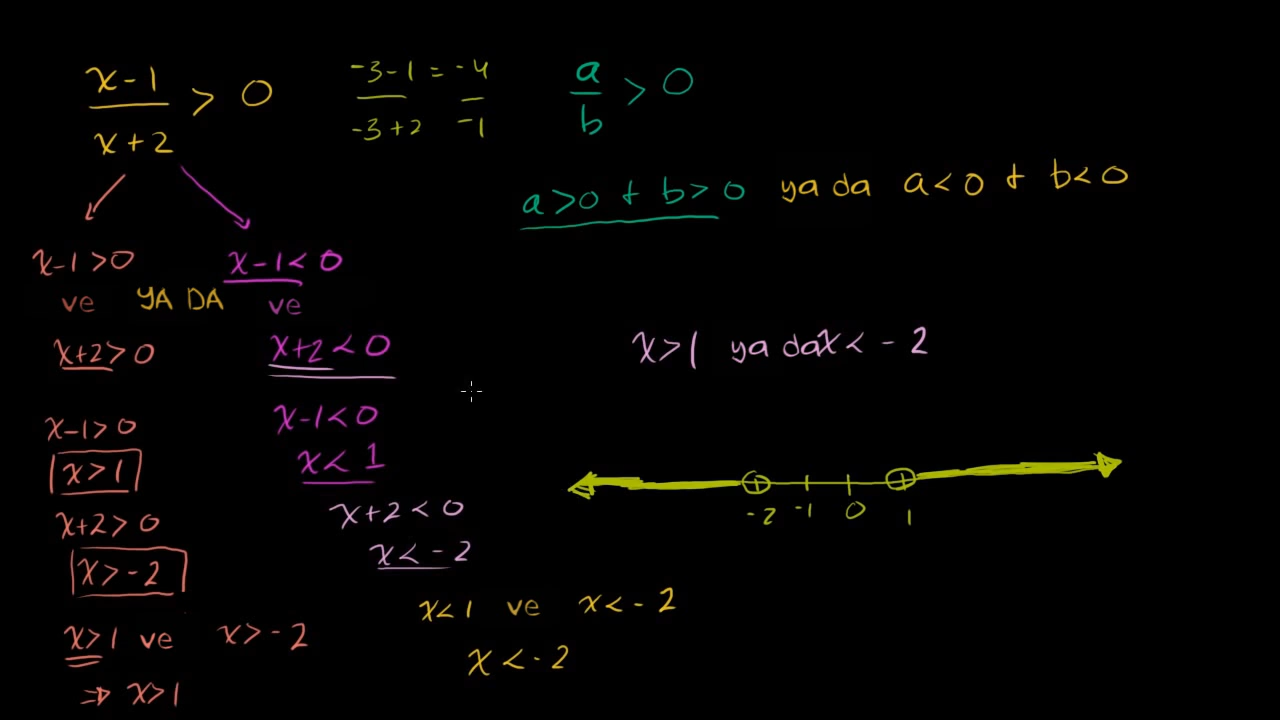 x-1 / x+2 > 0
-3-1 = -4
-3+2 -1
a / b > 0
a>0 + b>0 ya da a<0 + b<0
x-1>0
ve
x+2>0
YA DA
x-1<0
ve
x+2<0
x-1>0
x>1
x+2>0
x>-2
x>1 ve x>-2
⇒ x>1
x-1<0
x<1
x+2<0
x<-2
x<1 ve x<-2
x<-2
x>1 ya da x<-2
-2 -1 0 1